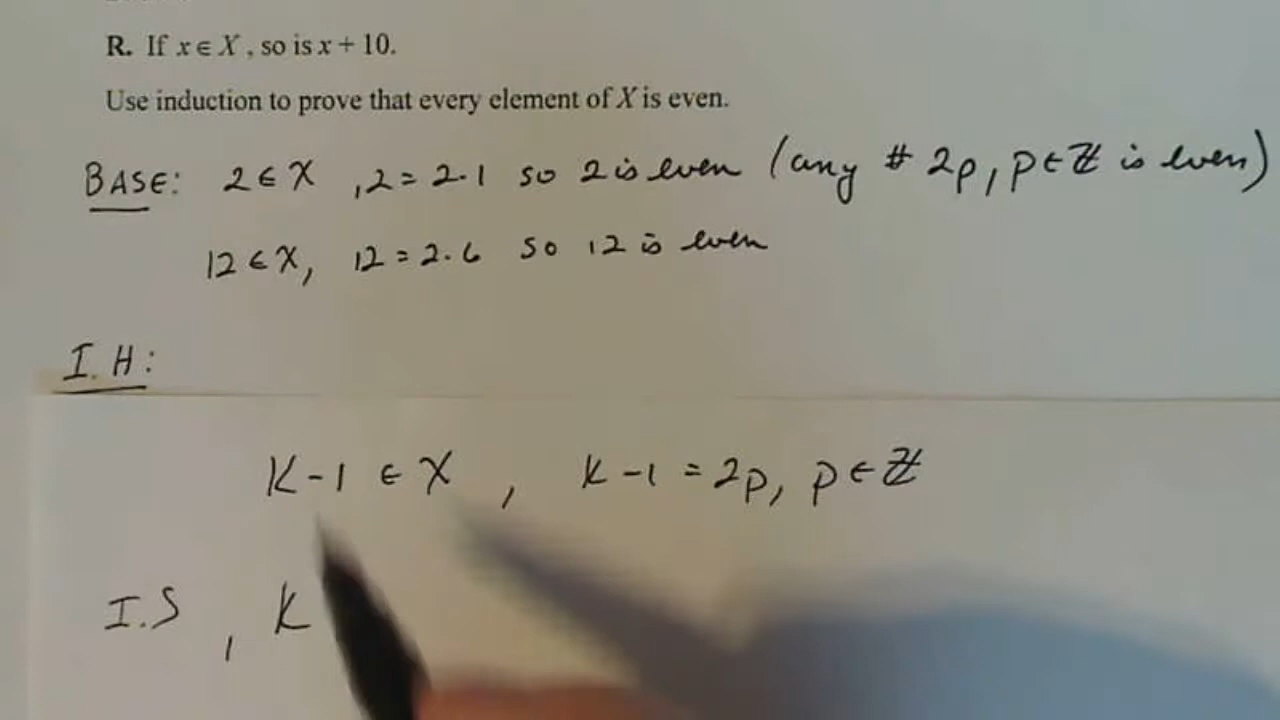 R. If x ∈ X , so is x + 10.
Use induction to prove that every element of X is even.
BASE: 2 ∈ X , 2 = 2·1 so 2 is even (any # 2p, p ∈ ℤ is even)
12 ∈ X, 12 = 2·6 so 12 is even
I.H:
K-1 ∈ X , K-1 = 2p, p ∈ ℤ
I.S , K